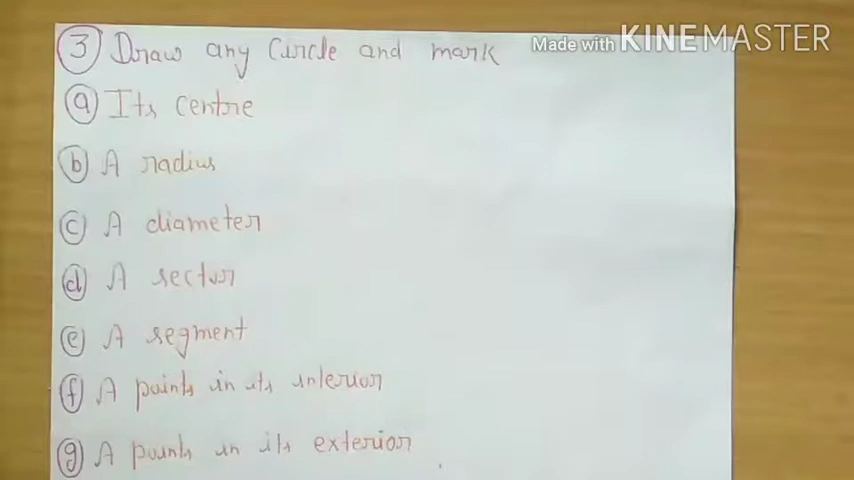 3 Draw any Circle and mark
Made with KINEMASTER
a Its centre
b A radius
c A diameter
d A sector
e A segment
f A points in its interior
g A points in its exterior